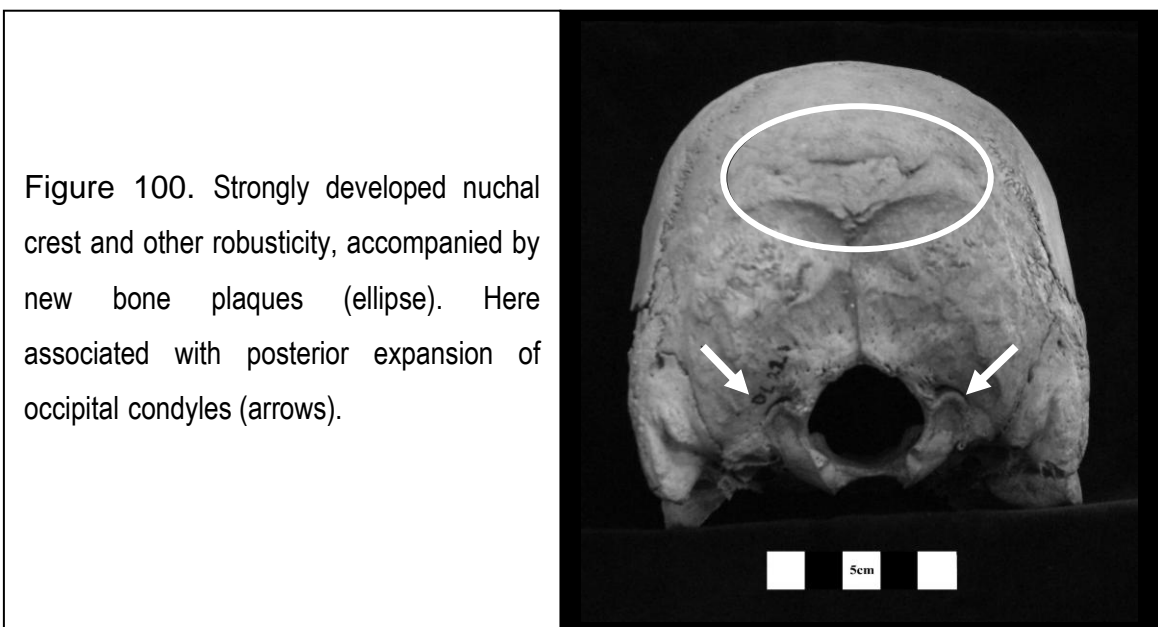 Figure 100. Strongly developed nuchal
crest and other robusticity, accompanied by
new bone plaques (ellipse). Here
associated with posterior expansion of
occipital condyles (arrows).
5cm